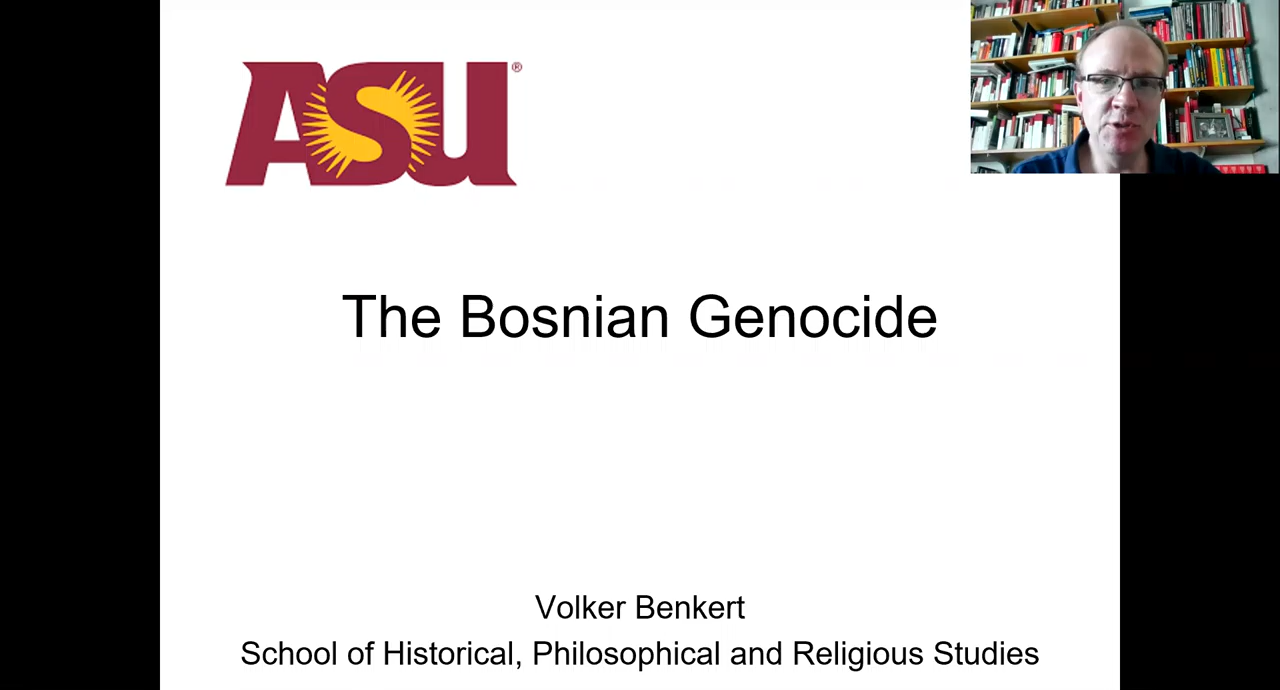 ASU®
The Bosnian Genocide
Volker Benkert
School of Historical, Philosophical and Religious Studies